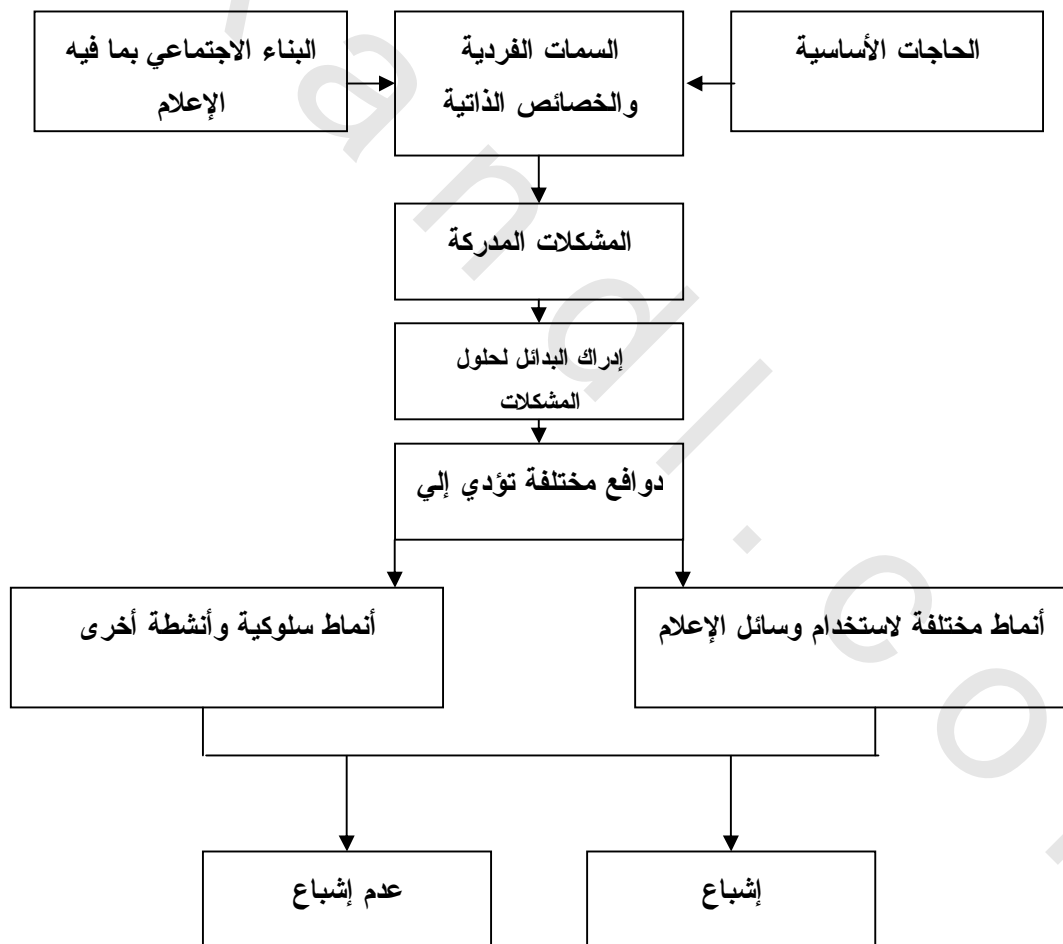 الحاجات الأساسية
السمات الفردية
والخصائص الذاتية
البناء الاجتماعي بما فيه
الإعلام
المشكلات المدركة
إدراك البدائل لحلول
المشكلات
دوافع مختلفة تؤدي إلي
أنماط مختلفة لاستخدام وسائل الإعلام
أنماط سلوكية وأنشطة أخرى
إشباع
عدم إشباع